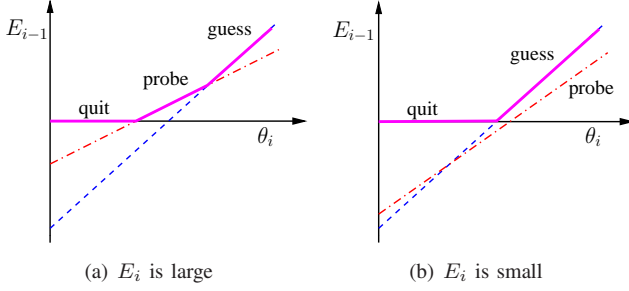 E_{i−1}
guess
probe
quit
θ_i
(a) E_i is large
E_{i−1}
guess
probe
quit
θ_i
(b) E_i is small